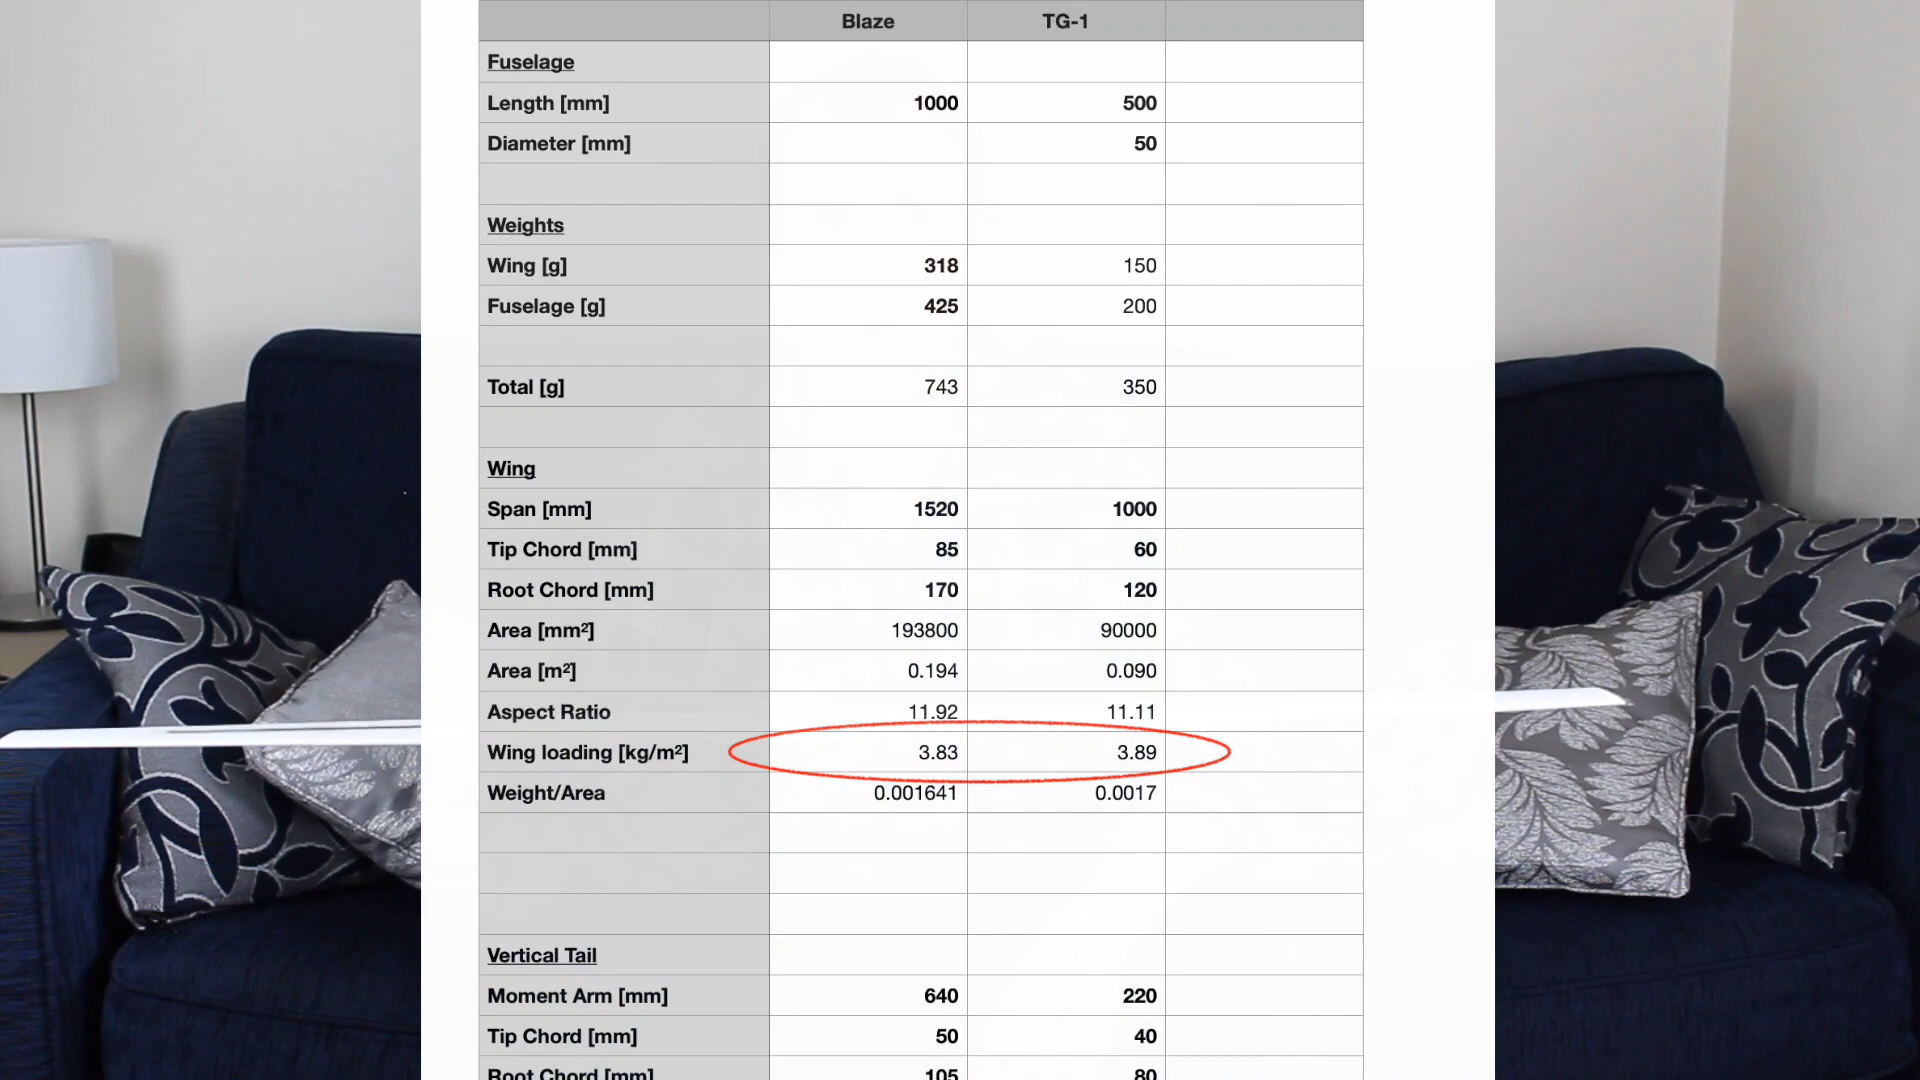 Blaze TG-1
Fuselage
Length [mm] 1000 500
Diameter [mm] 50
Weights
Wing [g] 318 150
Fuselage [g] 425 200
Total [g] 743 350
Wing
Span [mm] 1520 1000
Tip Chord [mm] 85 60
Root Chord [mm] 170 120
Area [mm²] 193800 90000
Area [m²] 0.194 0.090
Aspect Ratio 11.92 11.11
Wing loading [kg/m²] 3.83 3.89
Weight/Area 0.001641 0.0017
Vertical Tail
Moment Arm [mm] 640 220
Tip Chord [mm] 50 40
Root Chord [mm] 105 80